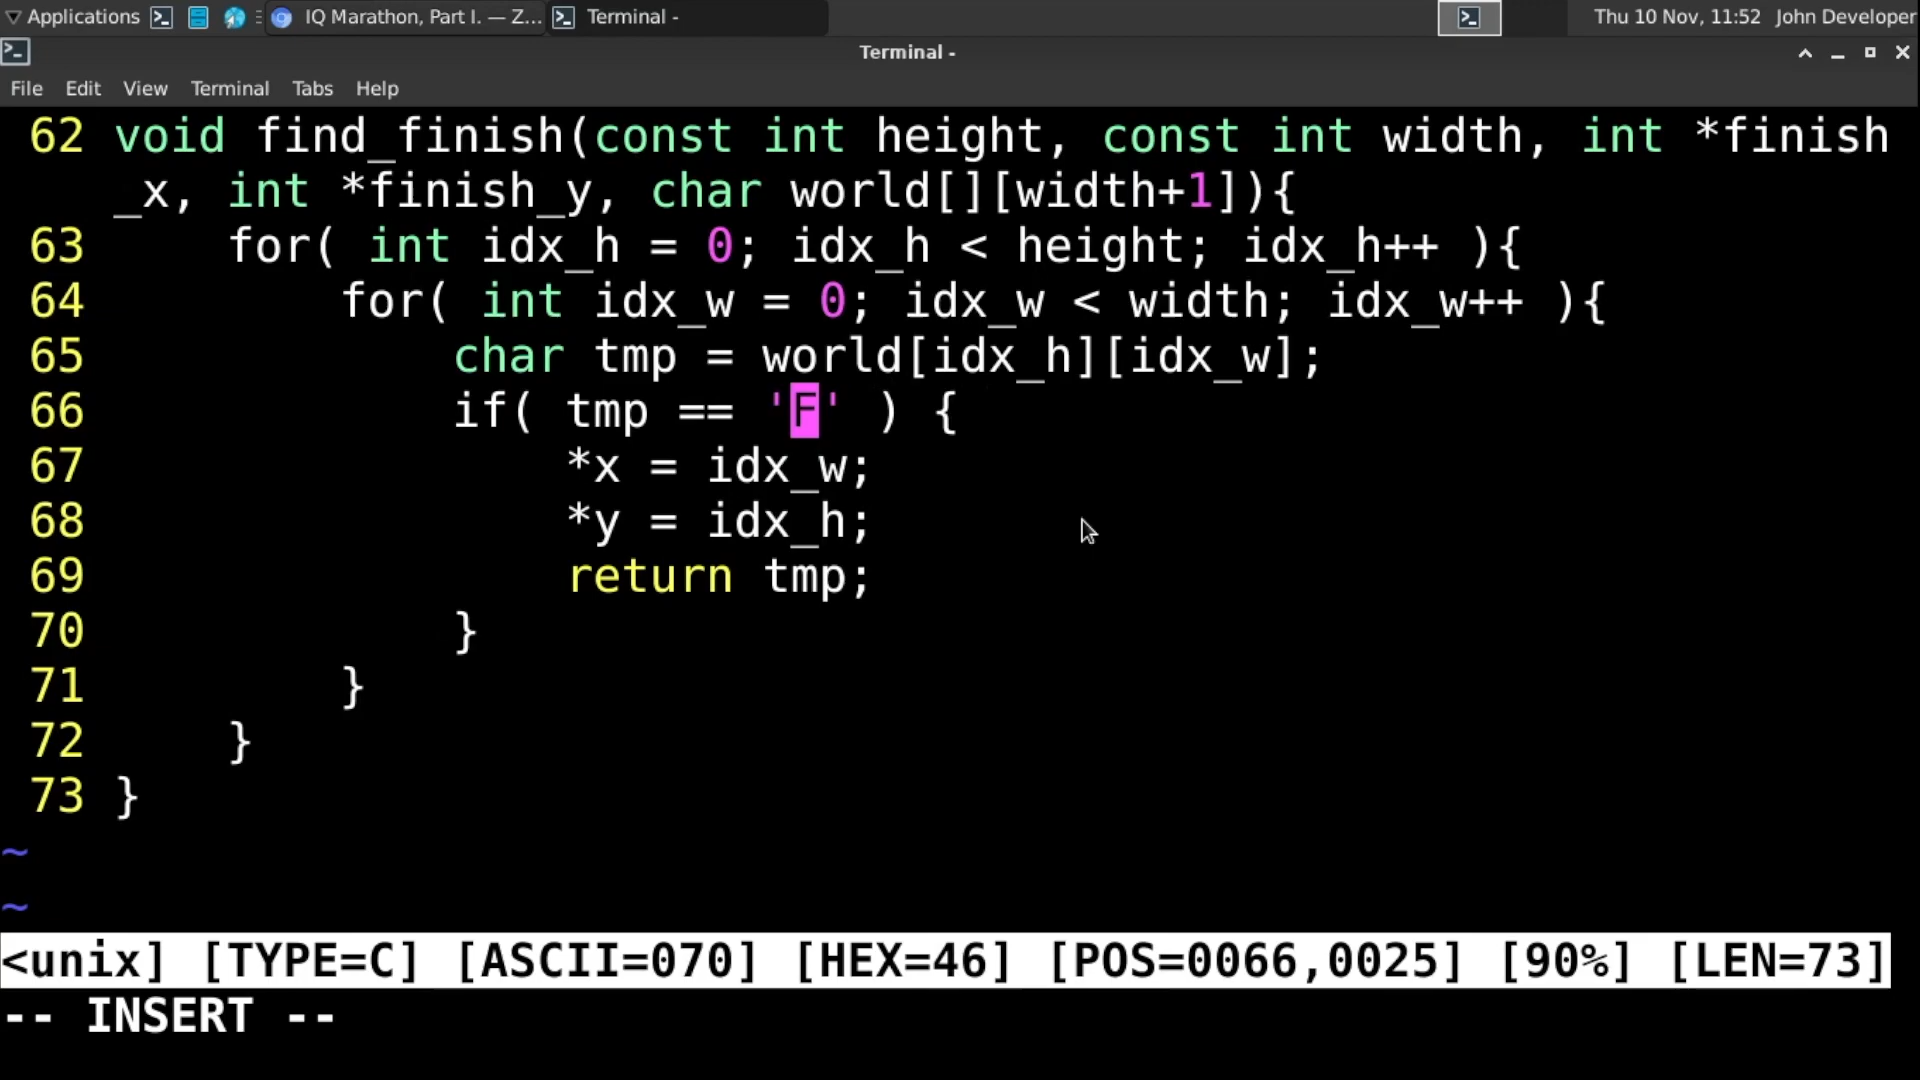 Applications IQ Marathon, Part I. — Z... Terminal - Thu 10 Nov, 11:52 John Developer
Terminal -
File Edit View Terminal Tabs Help
62 void find_finish(const int height, const int width, int *finish
_x, int *finish_y, char world[][width+1]){
63 for( int idx_h = 0; idx_h < height; idx_h++ ){
64 for( int idx_w = 0; idx_w < width; idx_w++ ){
65 char tmp = world[idx_h][idx_w];
66 if( tmp == 'F' ) {
67 *x = idx_w;
68 *y = idx_h;
69 return tmp;
70 }
71 }
72 }
73 }
~
~
<unix] [TYPE=C] [ASCII=070] [HEX=46] [POS=0066,0025] [90%] [LEN=73]
-- INSERT --